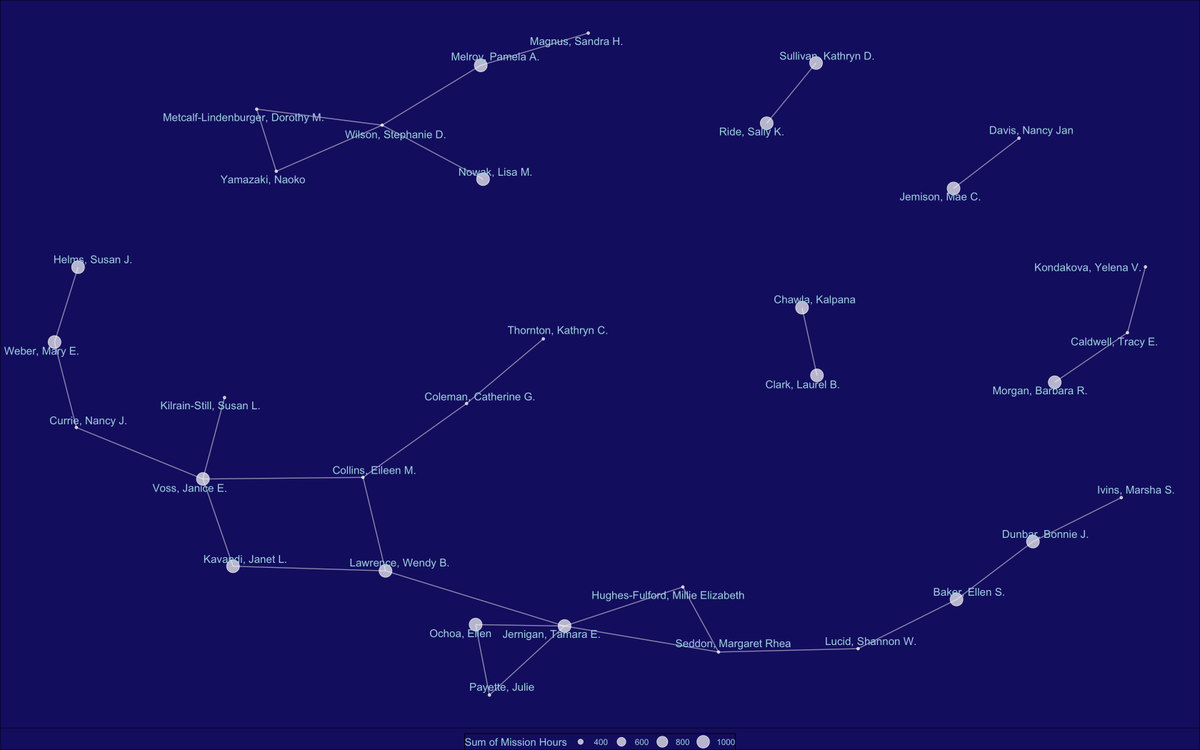 Magnus, Sandra H.
Melroy, Pamela A.
Sullivan, Kathryn D.
Metcalf-Lindenburger, Dorothy M.
Wilson, Stephanie D.
Ride, Sally K.
Davis, Nancy Jan
Yamazaki, Naoko
Nowak, Lisa M.
Jemison, Mae C.
Helms, Susan J.
Kondakova, Yelena V.
Chawla, Kalpana
Thornton, Kathryn C.
Caldwell, Tracy E.
Weber, Mary E.
Clark, Laurel B.
Morgan, Barbara R.
Coleman, Catherine G.
Kilrain-Still, Susan L.
Currie, Nancy J.
Collins, Eileen M.
Voss, Janice E.
Ivins, Marsha S.
Dunbar, Bonnie J.
Kavandi, Janet L.
Lawrence, Wendy B.
Hughes-Fulford, Millie Elizabeth
Baker, Ellen S.
Ochoa, Ellen
Jernigan, Tamara E.
Seddon, Margaret Rhea
Lucid, Shannon W.
Payette, Julie
Sum of Mission Hours 400 600 800 1000